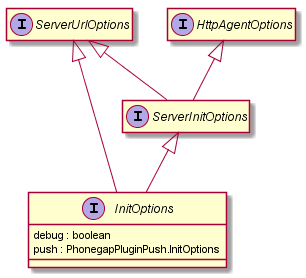 I ServerUrlOptions
I HttpAgentOptions
I ServerInitOptions
I InitOptions
debug : boolean
push : PhonegapPluginPush.InitOptions